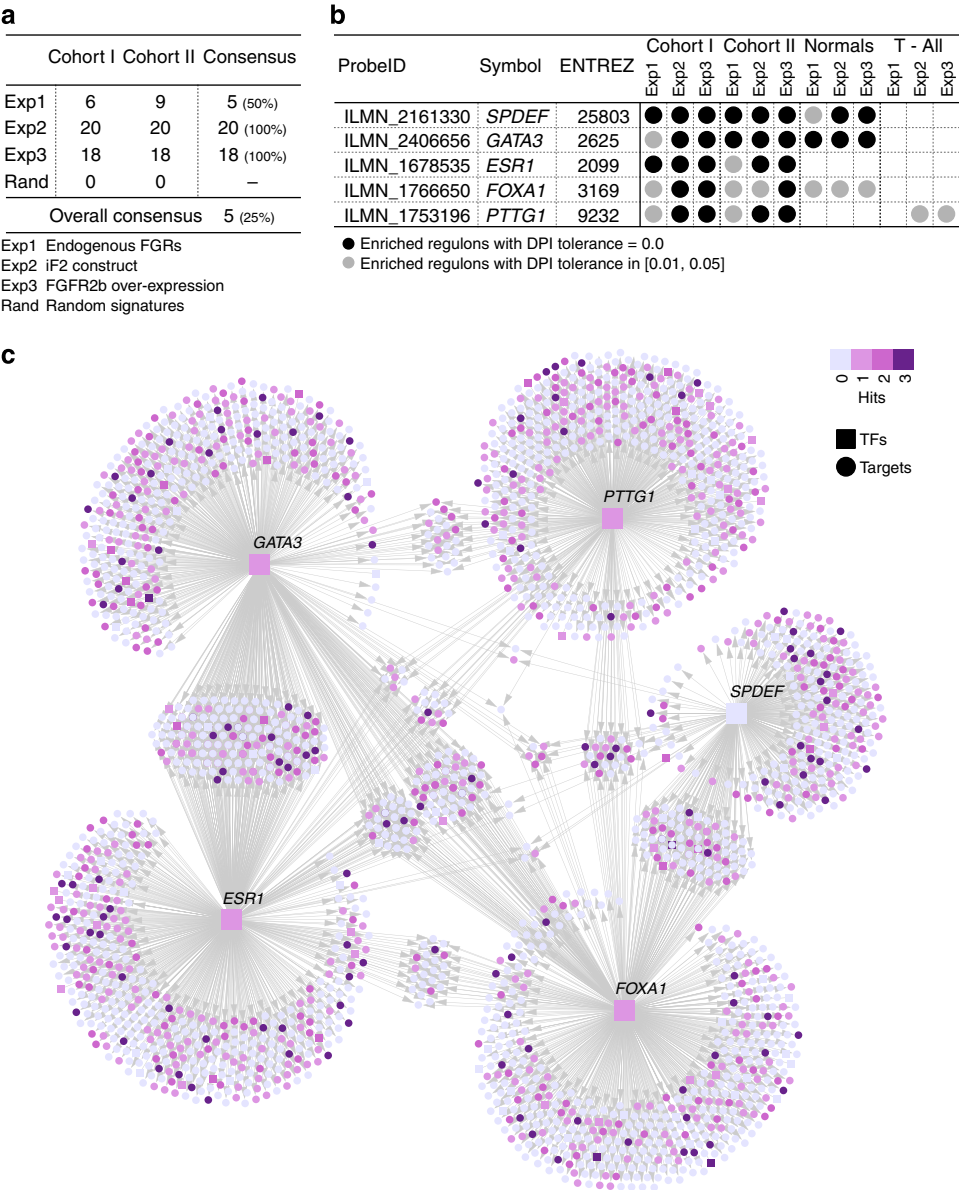 a
Cohort I Cohort II Consensus
Exp1 6 9 5 (50%)
Exp2 20 20 20 (100%)
Exp3 18 18 18 (100%)
Rand 0 0 –
Overall consensus 5 (25%)
Exp1 Endogenous FGRs
Exp2 iF2 construct
Exp3 FGFR2b over-expression
Rand Random signatures
b
Cohort I Cohort II Normals T - All
ProbeID Symbol ENTREZ Exp1 Exp2 Exp3 Exp1 Exp2 Exp3 Exp1 Exp2 Exp3 Exp1 Exp2 Exp3
ILMN_2161330 SPDEF 25803
ILMN_2406656 GATA3 2625
ILMN_1678535 ESR1 2099
ILMN_1766650 FOXA1 3169
ILMN_1753196 PTTG1 9232
Enriched regulons with DPI tolerance = 0.0
Enriched regulons with DPI tolerance in [0.01, 0.05]
c
0 1 2 3
Hits
TFs
Targets
PTTG1
GATA3
SPDEF
ESR1
FOXA1